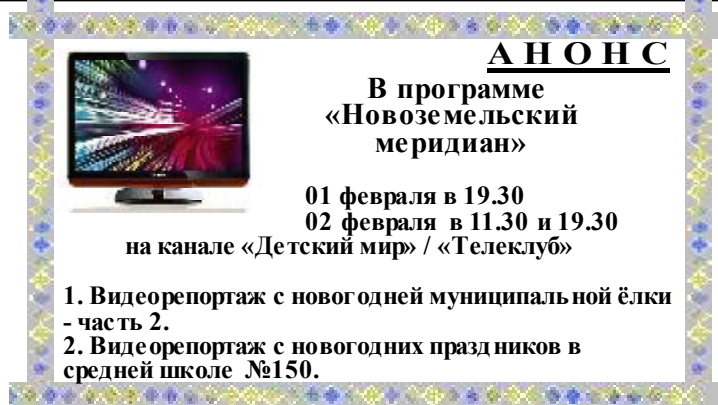 АНОНС
В программе
«Новоземельский
меридиан»
01 февраля в 19.30
02 февраля в 11.30 и 19.30
на канале «Детский мир» / «Телеклуб»
1. Видеорепортаж с новогодней муниципальной ёлки
- часть 2.
2. Видеорепортаж с новогодних праздников в
средней школе №150.